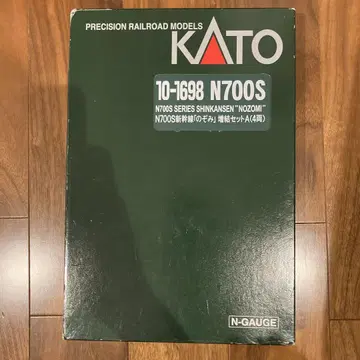 PRECISION RAILROAD MODELS
KATO
10-1698 N700S
N700S SERIES SHINKANSEN "NOZOMI"
N700S新幹線「のぞみ」増結セットA(4両)
N-GAUGE